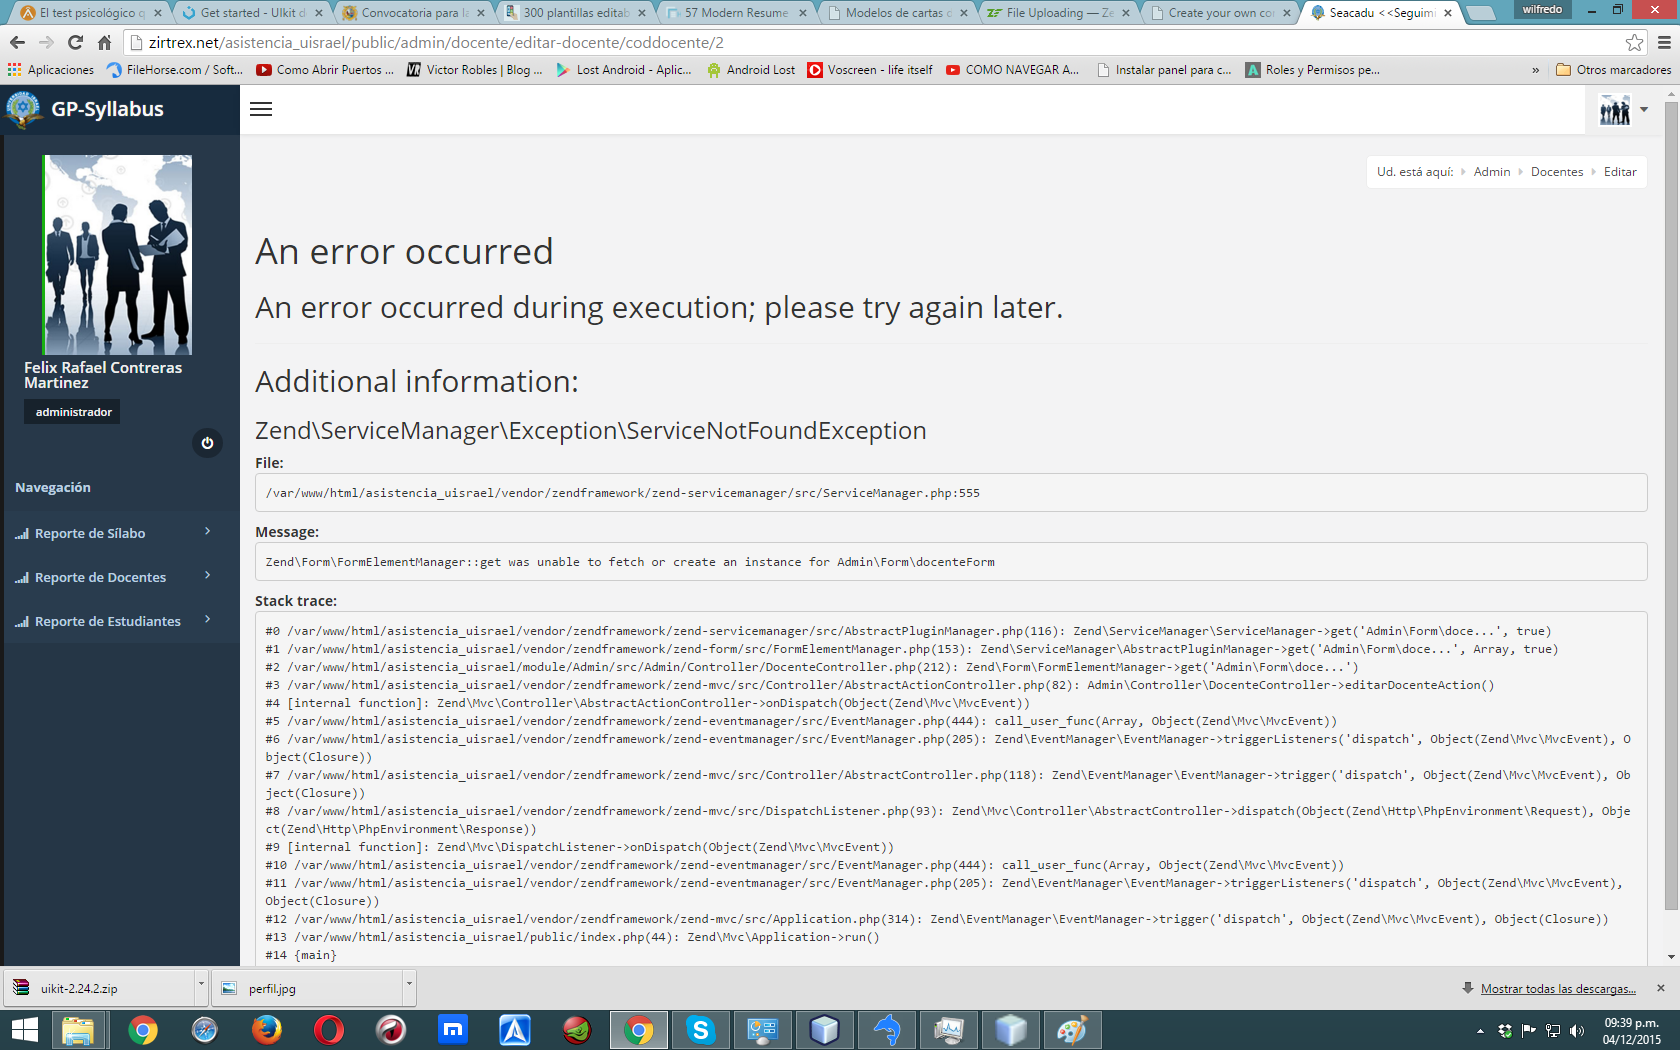 El test psicológico q
Get started - UIkit d
Convocatoria para la
300 plantillas editab
57 Modern Resume
Modelos de cartas d
File Uploading — Ze
Create your own cor
Seacadu <<Seguimi
wilfredo
zirtrex.net/asistencia_uisrael/public/admin/docente/editar-docente/coddocente/2
Aplicaciones
FileHorse.com / Soft...
Como Abrir Puertos ...
Victor Robles | Blog ...
Lost Android - Aplic...
Android Lost
Voscreen - life itself
COMO NAVEGAR A...
Instalar panel para c...
Roles y Permisos pe...
»
Otros marcadores
GP-Syllabus
Ud. está aquí: Admin Docentes Editar
Felix Rafael Contreras
Martinez
administrador
Navegación
Reporte de Sílabo
Reporte de Docentes
Reporte de Estudiantes
An error occurred
An error occurred during execution; please try again later.
Additional information:
Zend\ServiceManager\Exception\ServiceNotFoundException
File:
/var/www/html/asistencia_uisrael/vendor/zendframework/zend-servicemanager/src/ServiceManager.php:555
Message:
Zend\Form\FormElementManager::get was unable to fetch or create an instance for Admin\Form\docenteForm
Stack trace:
#0 /var/www/html/asistencia_uisrael/vendor/zendframework/zend-servicemanager/src/AbstractPluginManager.php(116): Zend\ServiceManager\ServiceManager->get('Admin\Form\doce...', true)
#1 /var/www/html/asistencia_uisrael/vendor/zendframework/zend-form/src/FormElementManager.php(153): Zend\ServiceManager\AbstractPluginManager->get('Admin\Form\doce...', Array, true)
#2 /var/www/html/asistencia_uisrael/module/Admin/src/Admin/Controller/DocenteController.php(212): Zend\Form\FormElementManager->get('Admin\Form\doce...')
#3 /var/www/html/asistencia_uisrael/vendor/zendframework/zend-mvc/src/Controller/AbstractActionController.php(82): Admin\Controller\DocenteController->editarDocenteAction()
#4 [internal function]: Zend\Mvc\Controller\AbstractActionController->onDispatch(Object(Zend\Mvc\MvcEvent))
#5 /var/www/html/asistencia_uisrael/vendor/zendframework/zend-eventmanager/src/EventManager.php(444): call_user_func(Array, Object(Zend\Mvc\MvcEvent))
#6 /var/www/html/asistencia_uisrael/vendor/zendframework/zend-eventmanager/src/EventManager.php(205): Zend\EventManager\EventManager->triggerListeners('dispatch', Object(Zend\Mvc\MvcEvent), O
bject(Closure))
#7 /var/www/html/asistencia_uisrael/vendor/zendframework/zend-mvc/src/Controller/AbstractController.php(118): Zend\EventManager\EventManager->trigger('dispatch', Object(Zend\Mvc\MvcEvent), Ob
ject(Closure))
#8 /var/www/html/asistencia_uisrael/vendor/zendframework/zend-mvc/src/DispatchListener.php(93): Zend\Mvc\Controller\AbstractController->dispatch(Object(Zend\Http\PhpEnvironment\Request), Obje
ct(Zend\Http\PhpEnvironment\Response))
#9 [internal function]: Zend\Mvc\DispatchListener->onDispatch(Object(Zend\Mvc\MvcEvent))
#10 /var/www/html/asistencia_uisrael/vendor/zendframework/zend-eventmanager/src/EventManager.php(444): call_user_func(Array, Object(Zend\Mvc\MvcEvent))
#11 /var/www/html/asistencia_uisrael/vendor/zendframework/zend-eventmanager/src/EventManager.php(205): Zend\EventManager\EventManager->triggerListeners('dispatch', Object(Zend\Mvc\MvcEvent),
Object(Closure))
#12 /var/www/html/asistencia_uisrael/vendor/zendframework/zend-mvc/src/Application.php(314): Zend\EventManager\EventManager->trigger('dispatch', Object(Zend\Mvc\MvcEvent), Object(Closure))
#13 /var/www/html/asistencia_uisrael/public/index.php(44): Zend\Mvc\Application->run()
#14 {main}
uikit-2.24.2.zip
perfil.jpg
Mostrar todas las descargas...
09:39 p.m.
04/12/2015